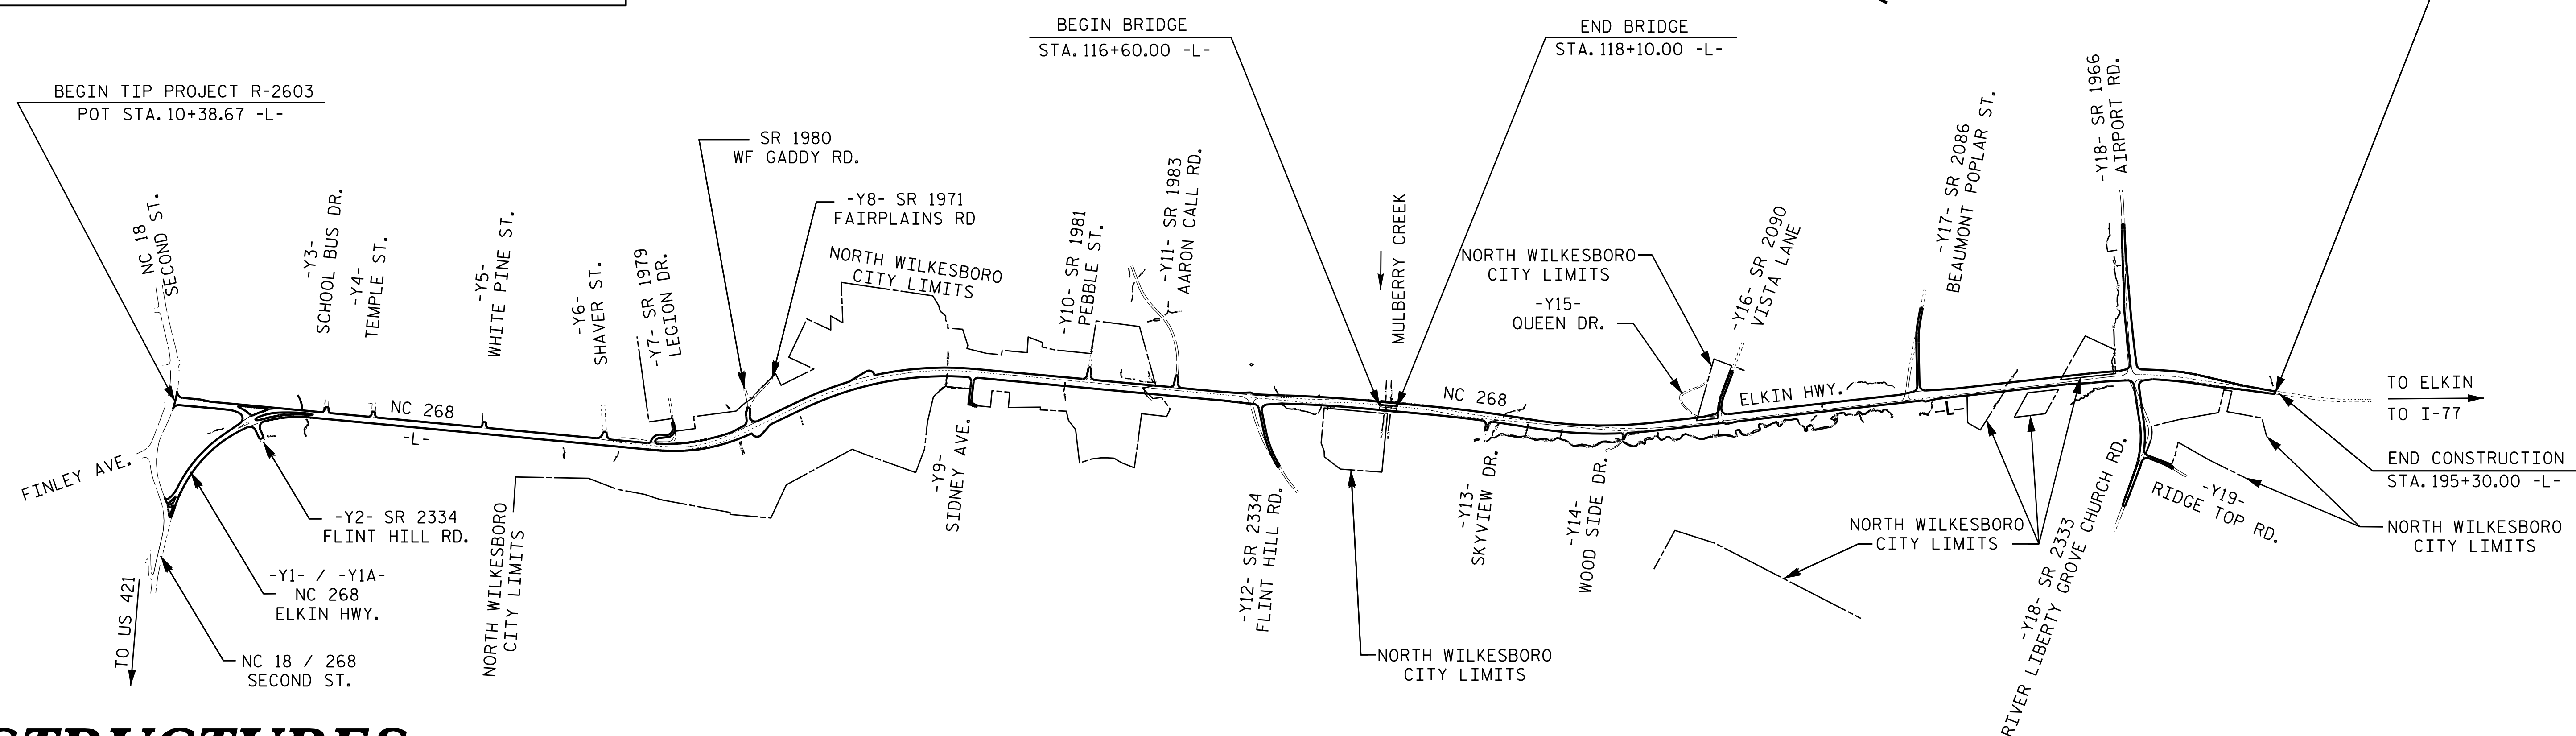 BEGIN BRIDGE
STA. 116+60.00 -L-
END BRIDGE
STA. 118+10.00 -L-
BEGIN TIP PROJECT R-2603
POT STA. 10+38.67 -L-
NC 18
SECOND ST.
-Y3-
SCHOOL BUS DR.
-Y4-
TEMPLE ST.
-Y5-
WHITE PINE ST.
-Y6-
SHAVER ST.
-Y7- SR 1979
LEGION DR.
SR 1980
WF GADDY RD.
-Y8- SR 1971
FAIRPLAINS RD
NORTH WILKESBORO
CITY LIMITS
-Y10- SR 1981
PEBBLE ST.
-Y11- SR 1983
AARON CALL RD.
MULBERRY CREEK
NORTH WILKESBORO
CITY LIMITS
-Y15-
QUEEN DR.
-Y16- SR 2090
VISTA LANE
-Y17- SR 2086
BEAUMONT POPLAR ST.
-Y18- SR 1966
AIRPORT RD.
NC 268
-L-
NC 268
ELKIN HWY.
-L-
TO ELKIN
TO I-77
FINLEY AVE.
END CONSTRUCTION
STA. 195+30.00 -L-
-Y2- SR 2334
FLINT HILL RD.
-Y1- / -Y1A-
NC 268
ELKIN HWY.
NC 18 / 268
SECOND ST.
TO US 421
NORTH WILKESBORO
CITY LIMITS
-Y9-
SIDNEY AVE.
-Y12- SR 2334
FLINT HILL RD.
NORTH WILKESBORO
CITY LIMITS
-Y13-
SKYVIEW DR.
-Y14-
WOOD SIDE DR.
NORTH WILKESBORO
CITY LIMITS
-Y18- SR 2333
RIVER LIBERTY GROVE CHURCH RD.
-Y19-
RIDGE TOP RD.
NORTH WILKESBORO
CITY LIMITS
STRUCTURES